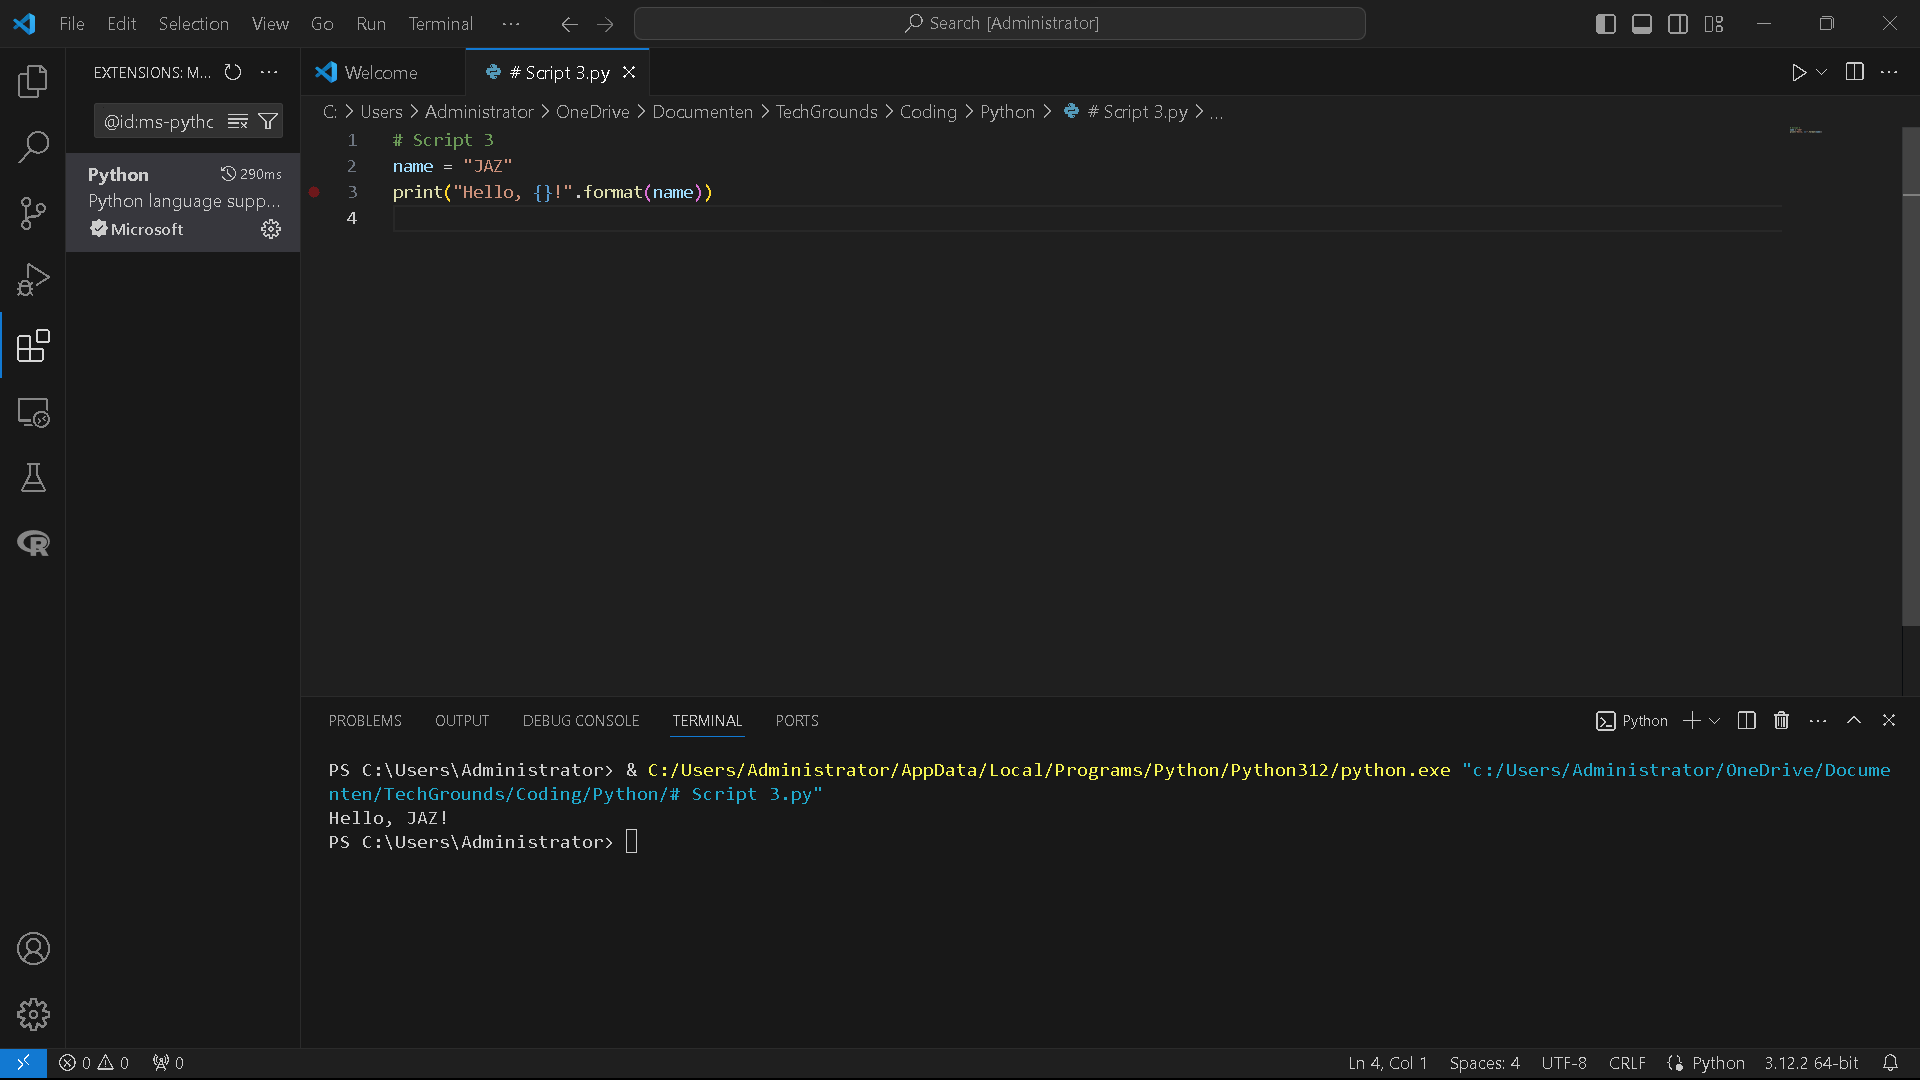 File Edit Selection View Go Run Terminal ··· Search [Administrator]
EXTENSIONS: M... ···
Welcome # Script 3.py
@id:ms-pythc
C: > Users > Administrator > OneDrive > Documenten > TechGrounds > Coding > Python > # Script 3.py > ...
Python 290ms
Python language supp...
Microsoft
1 # Script 3
2 name = "JAZ"
3 print("Hello, {}!".format(name))
4
PROBLEMS OUTPUT DEBUG CONSOLE TERMINAL PORTS Python
PS C:\Users\Administrator> & C:/Users/Administrator/AppData/Local/Programs/Python/Python312/python.exe "c:/Users/Administrator/OneDrive/Docume
nten/TechGrounds/Coding/Python/# Script 3.py"
Hello, JAZ!
PS C:\Users\Administrator>
0 0 0 Ln 4, Col 1 Spaces: 4 UTF-8 CRLF Python 3.12.2 64-bit